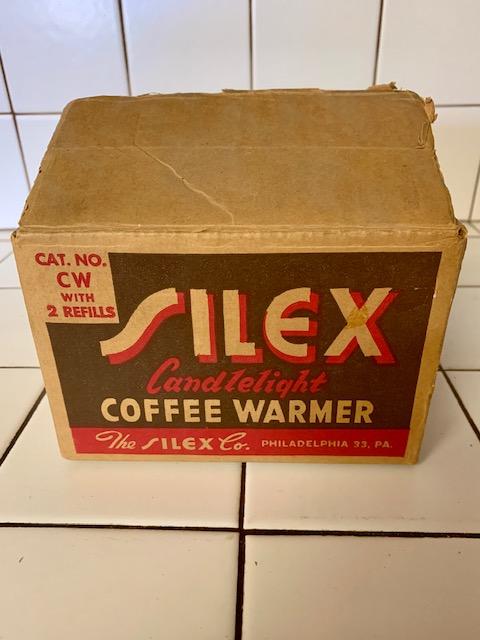 CAT. NO.
CW
WITH
2 REFILLS
SILEX
Candlelight
COFFEE WARMER
The SILEX Co. PHILADELPHIA 33, PA.